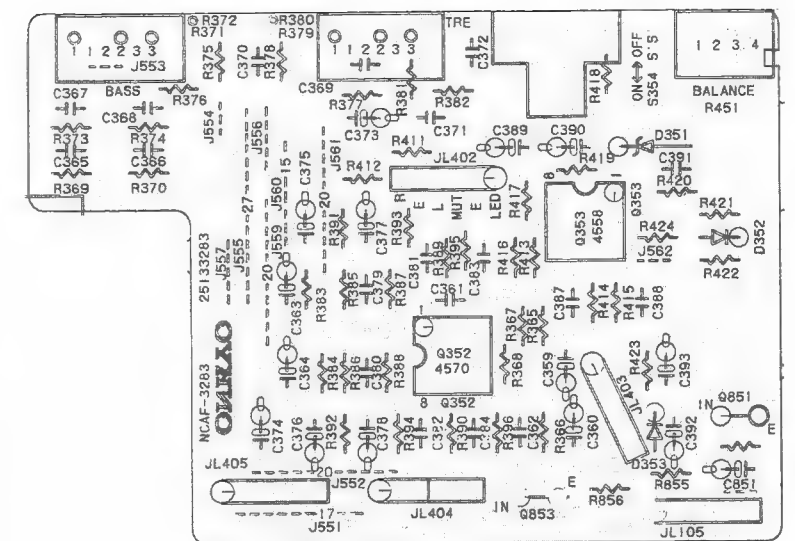 R372
R371
R380
R379
TRE
1 1 2 2 3 3
J553
BASS
R375
C370
R378
1 1 2 2 3 3
C369
R377
R381
C372
R382
R418
OFF
ON
S.S
S354
1 2 3 4
BALANCE
R451
C367
C368
R376
R373
R374
C365
C366
R369
R370
J554
J556
15
C375
J561
C373
C371
R411
R412
JL402
R
E
L
MUT
E
LED
C389
C390
R419
8
1
Q353
4558
Q353
D351
C391
R420
R417
R421
R424
J562
R422
D352
27
J560
J559
20
20
R391
C377
R393
J557
J555
C381
R389
R395
C383
R416
R413
C361
C363
R383
R385
C379
R387
C387
R414
R415
C388
25133283
NCAF-3283
ONKYO
1
Q352
4570
8
Q352
R367
R365
R368
C359
C364
R384
R386
C380
R388
JL403
R423
C393
C374
C376
R392
C378
R394
C382
R390
C384
R396
C362
R366
C360
D353
C392
IN
Q851
E
JL405
20
J552
17
J551
JL404
IN
Q853
E
R856
R855
C851
JL105